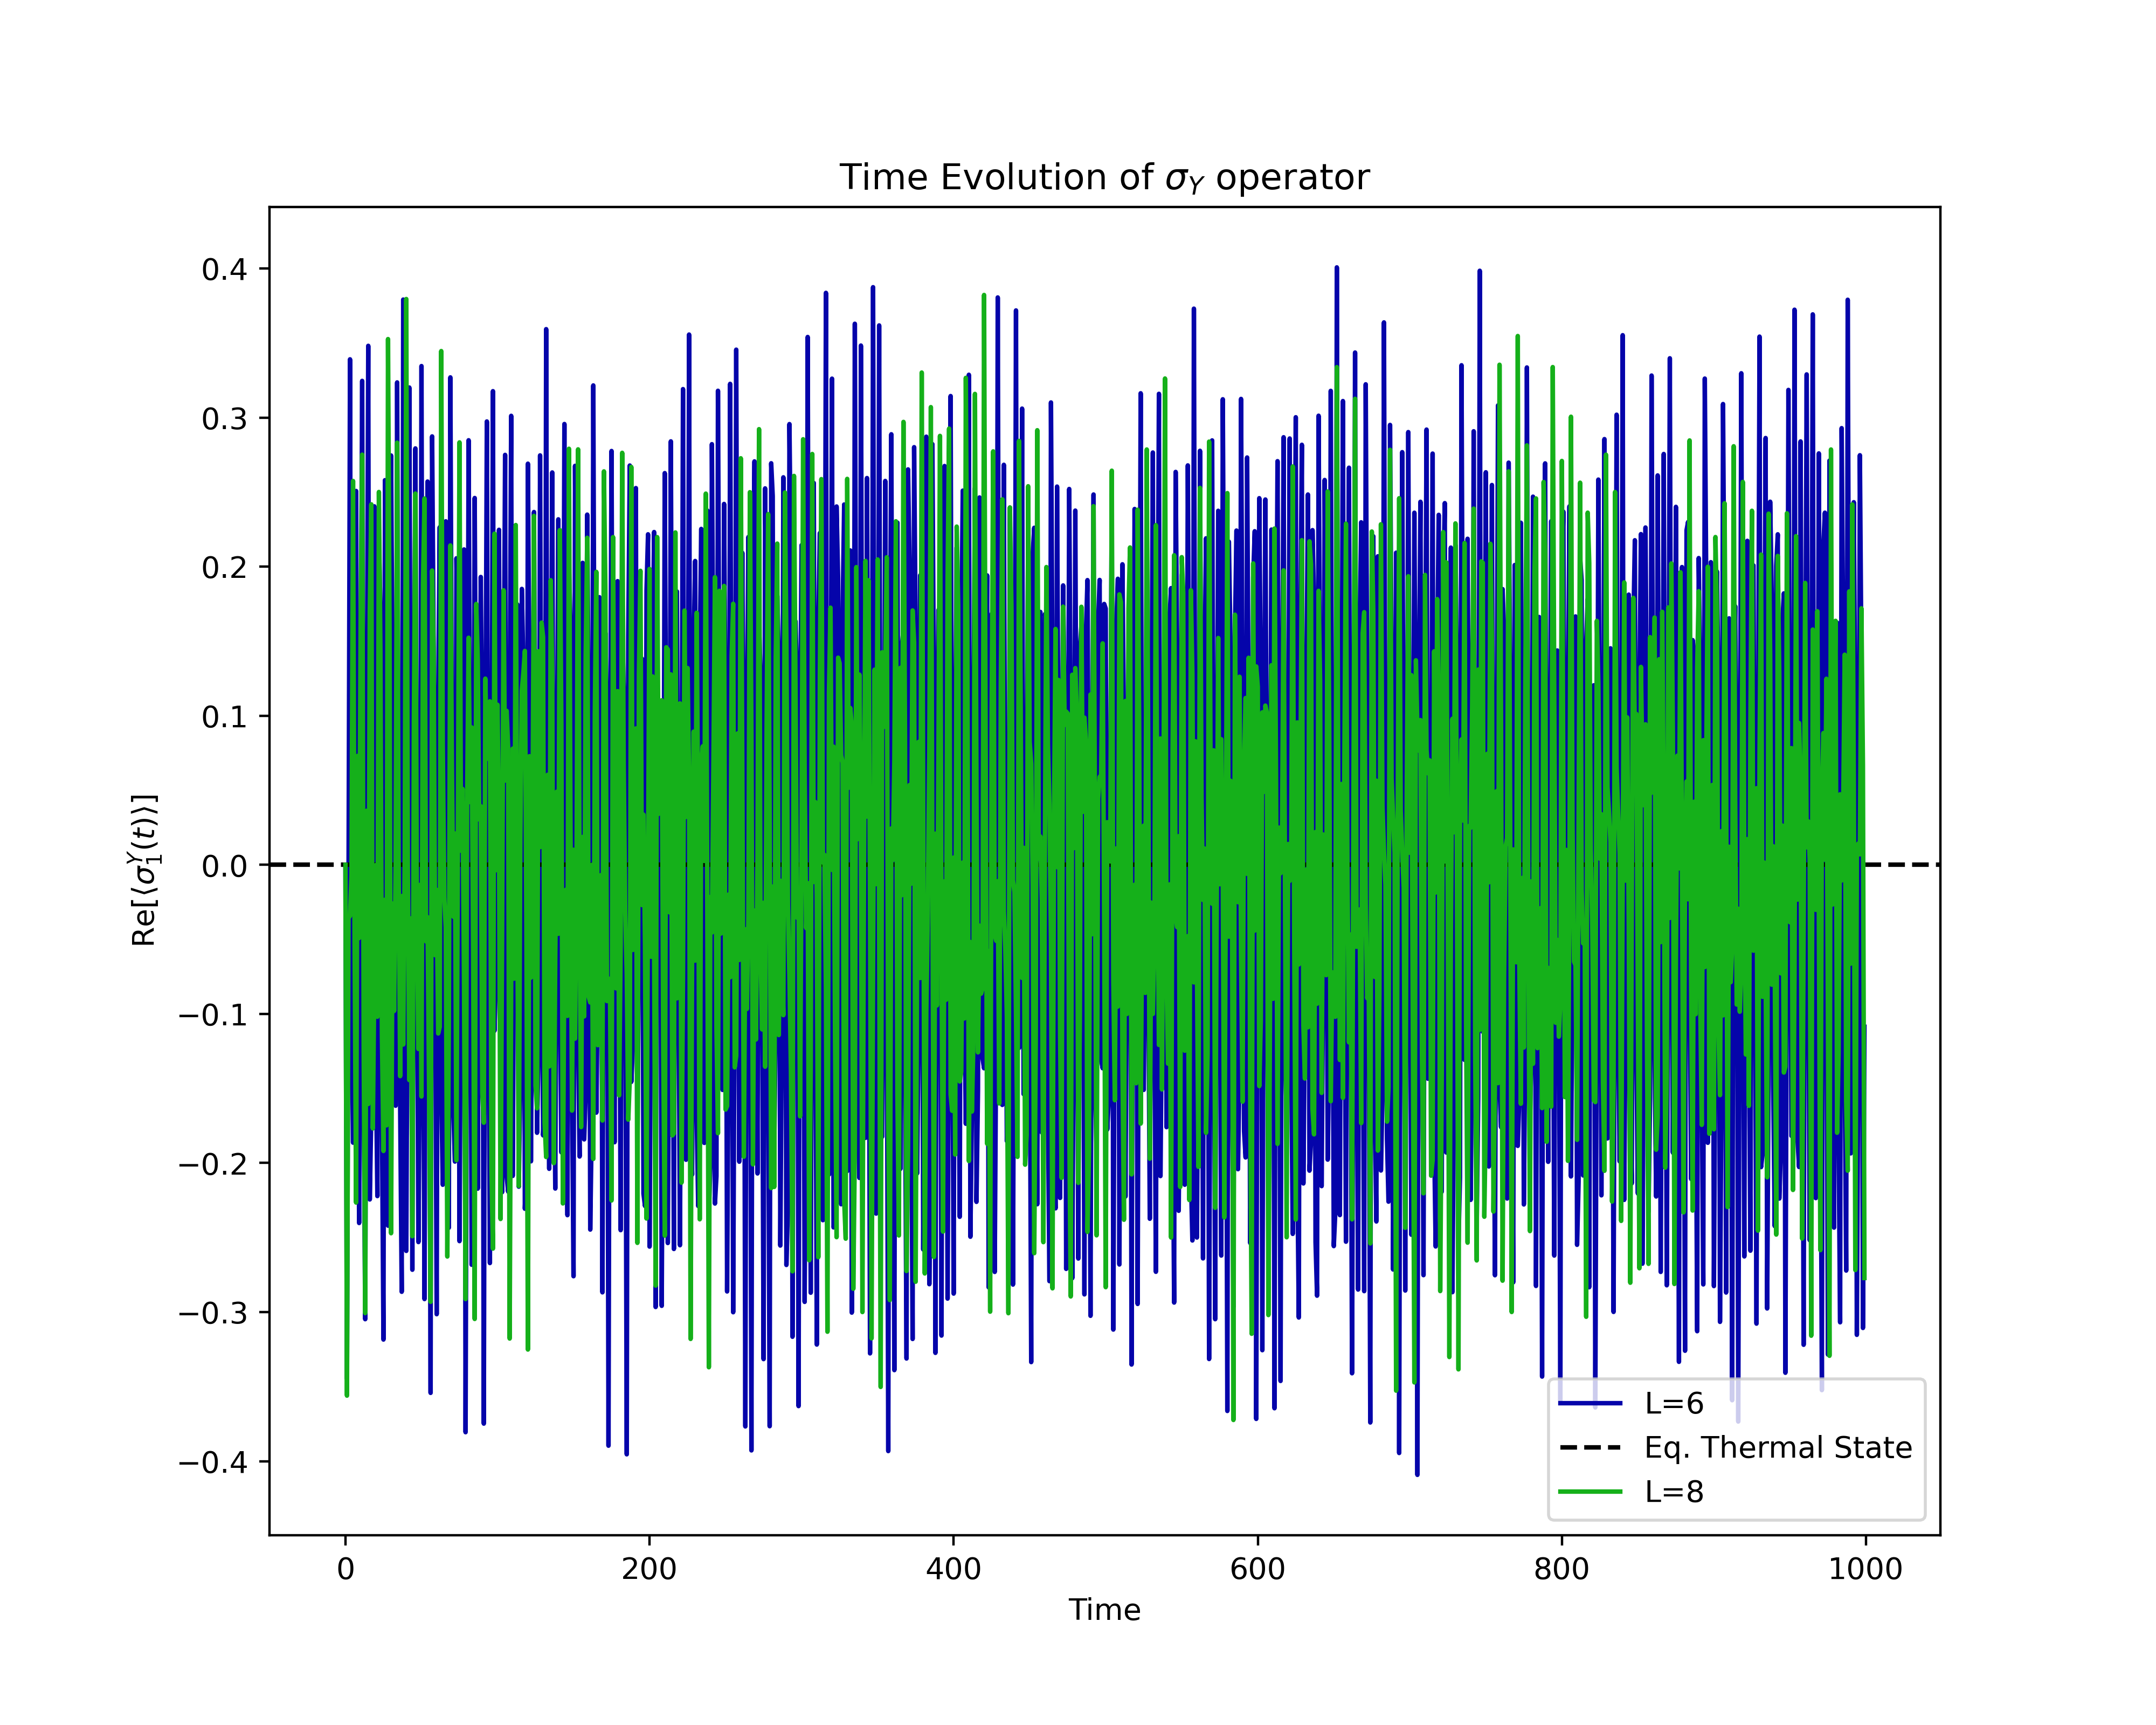 Time Evolution of σ_Y operator
Re[⟨σ₁^Y(t)⟩]
0.4
0.3
0.2
0.1
0.0
−0.1
−0.2
−0.3
−0.4
L=6
Eq. Thermal State
L=8
0 200 400 600 800 1000
Time